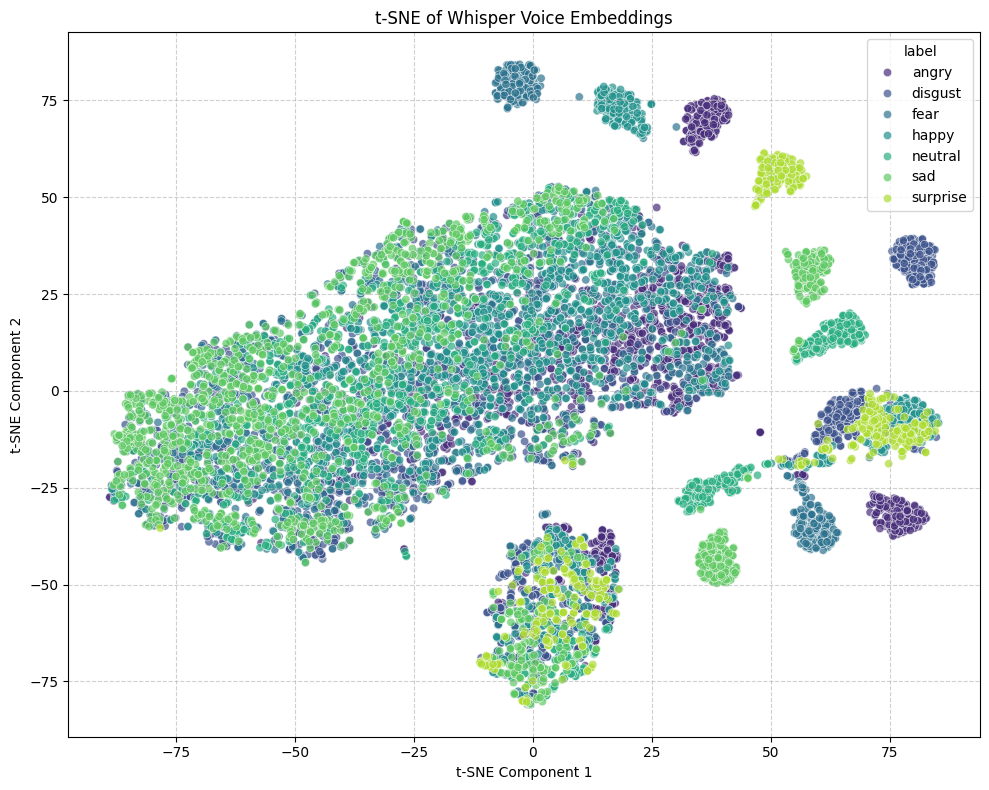 t-SNE of Whisper Voice Embeddings
label
angry
disgust
fear
happy
neutral
sad
surprise
t-SNE Component 2
75
50
25
0
−25
−50
−75
−75
−50
−25
0
25
50
75
t-SNE Component 1